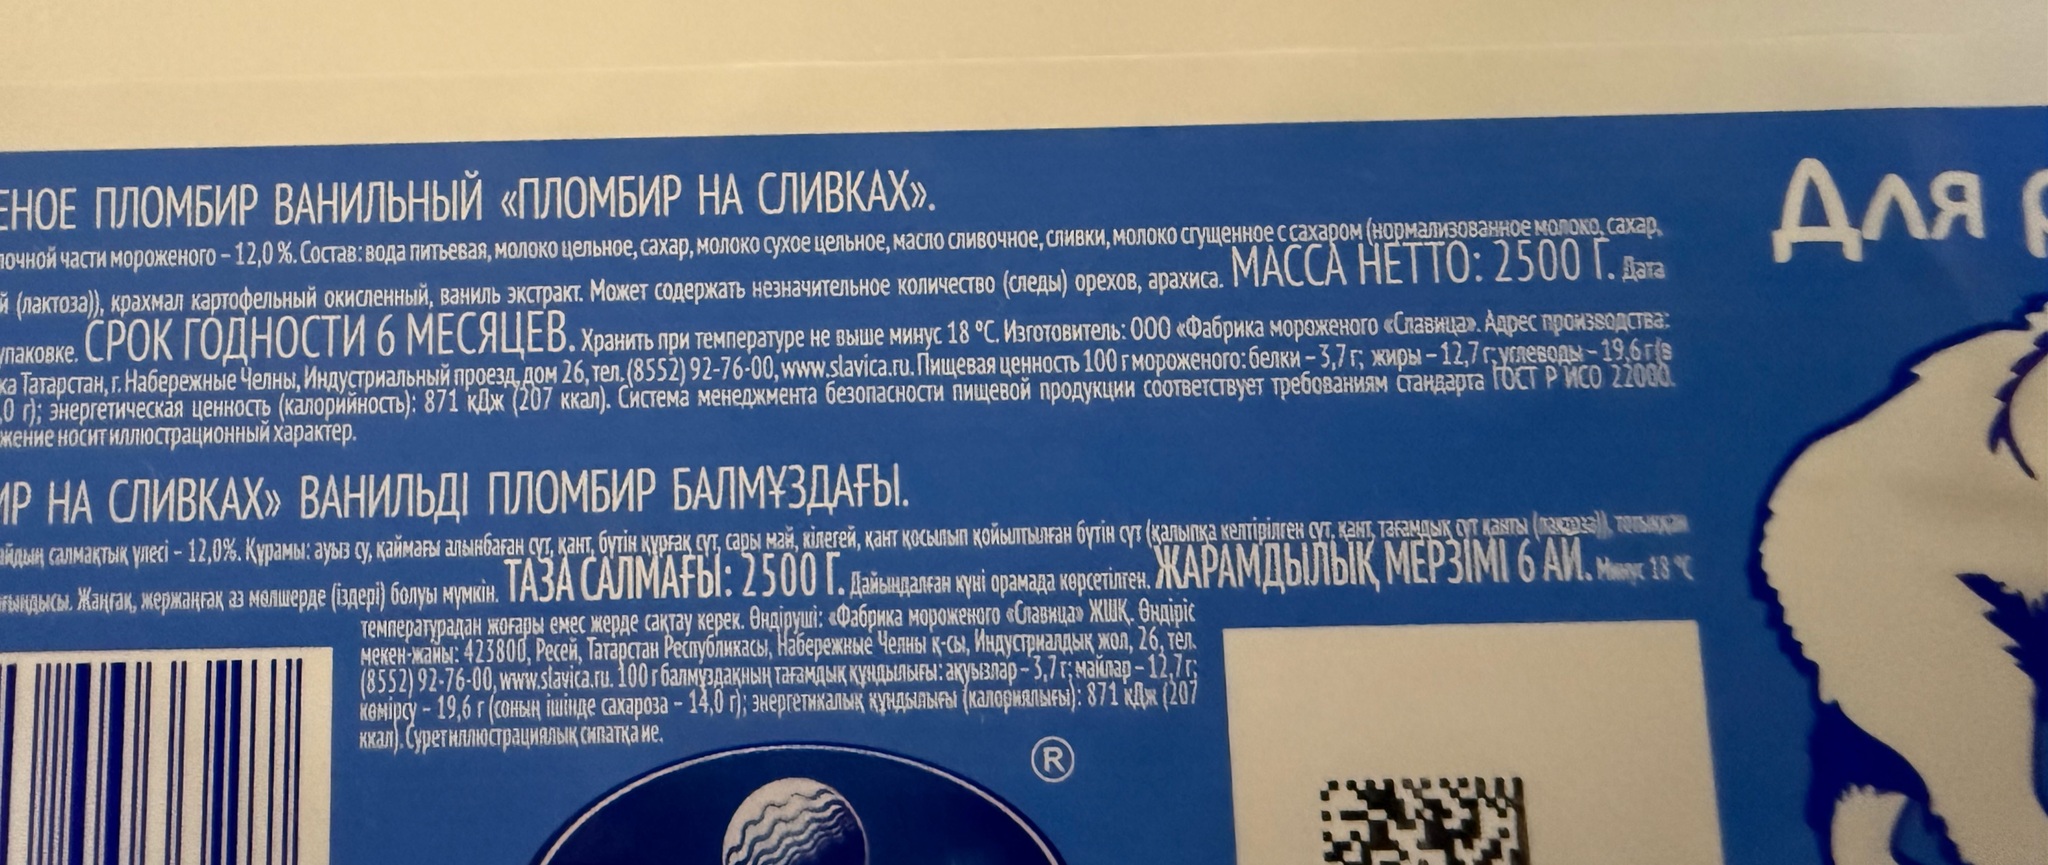 ЕНОЕ ПЛОМБИР ВАНИЛЬНЫЙ «ПЛОМБИР НА СЛИВКАХ».
лочной части мороженого – 12,0 %. Состав: вода питьевая, молоко цельное, сахар, молоко сухое цельное, масло сливочное, сливки, молоко сгущенное с сахаром (нормализованное молоко, сахар,
й (лактоза)), крахмал картофельный окисленный, ваниль экстракт. Может содержать незначительное количество (следы) орехов, арахиса. МАССА НЕТТО: 2500 Г. Дата
упаковке. СРОК ГОДНОСТИ 6 МЕСЯЦЕВ. Хранить при температуре не выше минус 18 °С. Изготовитель: ООО «Фабрика мороженого «Славица». Адрес производства:
ка Татарстан, г. Набережные Челны, Индустриальный проезд, дом 26, тел. (8552) 92-76-00, www.slavica.ru. Пищевая ценность 100 г мороженого: белки – 3,7 г; жиры – 12,7 г; углеводы – 19,6 г (в
,0 г); энергетическая ценность (калорийность): 871 кДж (207 ккал). Система менеджмента безопасности пищевой продукции соответствует требованиям стандарта ГОСТ Р ИСО 22000.
жение носит иллюстрационный характер.
ИР НА СЛИВКАХ» ВАНИЛЬДІ ПЛОМБИР БАЛМҰЗДАҒЫ.
айдың салмақтық үлесі – 12,0%. Құрамы: ауыз су, қаймағы алынбаған сүт, қант, бүтін құрғақ сүт, сары май, кілегей, қант қосылып қойылтылған бүтін сүт (қалыпқа келтірілген сүт, қант, тағамдық сүт қанты (лактоза)), тотыққан
ғындысы. Жаңғақ, жержаңғақ аз мөлшерде (іздері) болуы мүмкін. ТАЗА САЛМАҒЫ: 2500 Г. Дайындалған күні орамада көрсетілген. ЖАРАМДЫЛЫҚ МЕРЗІМІ 6 АЙ. Минус 18 °С
температурадан жоғары емес жерде сақтау керек. Өндіруші: «Фабрика мороженого «Славица» ЖШҚ. Өндіріс
мекен-жайы: 423800, Ресей, Татарстан Республикасы, Набережные Челны қ-сы, Индустриалдық жол, 26, тел.
(8552) 92-76-00, www.slavica.ru. 100 г балмұздақның тағамдық құндылығы: ақуызлар – 3,7 г; майлар – 12,7 г;
көмірсу – 19,6 г (соның ішінде сахароза – 14,0 г); энергетикалық құндылығы (калориялығы): 871 кДж (207
ккал). Сурет иллюстрациялық сипатқа ие.
®
Для р